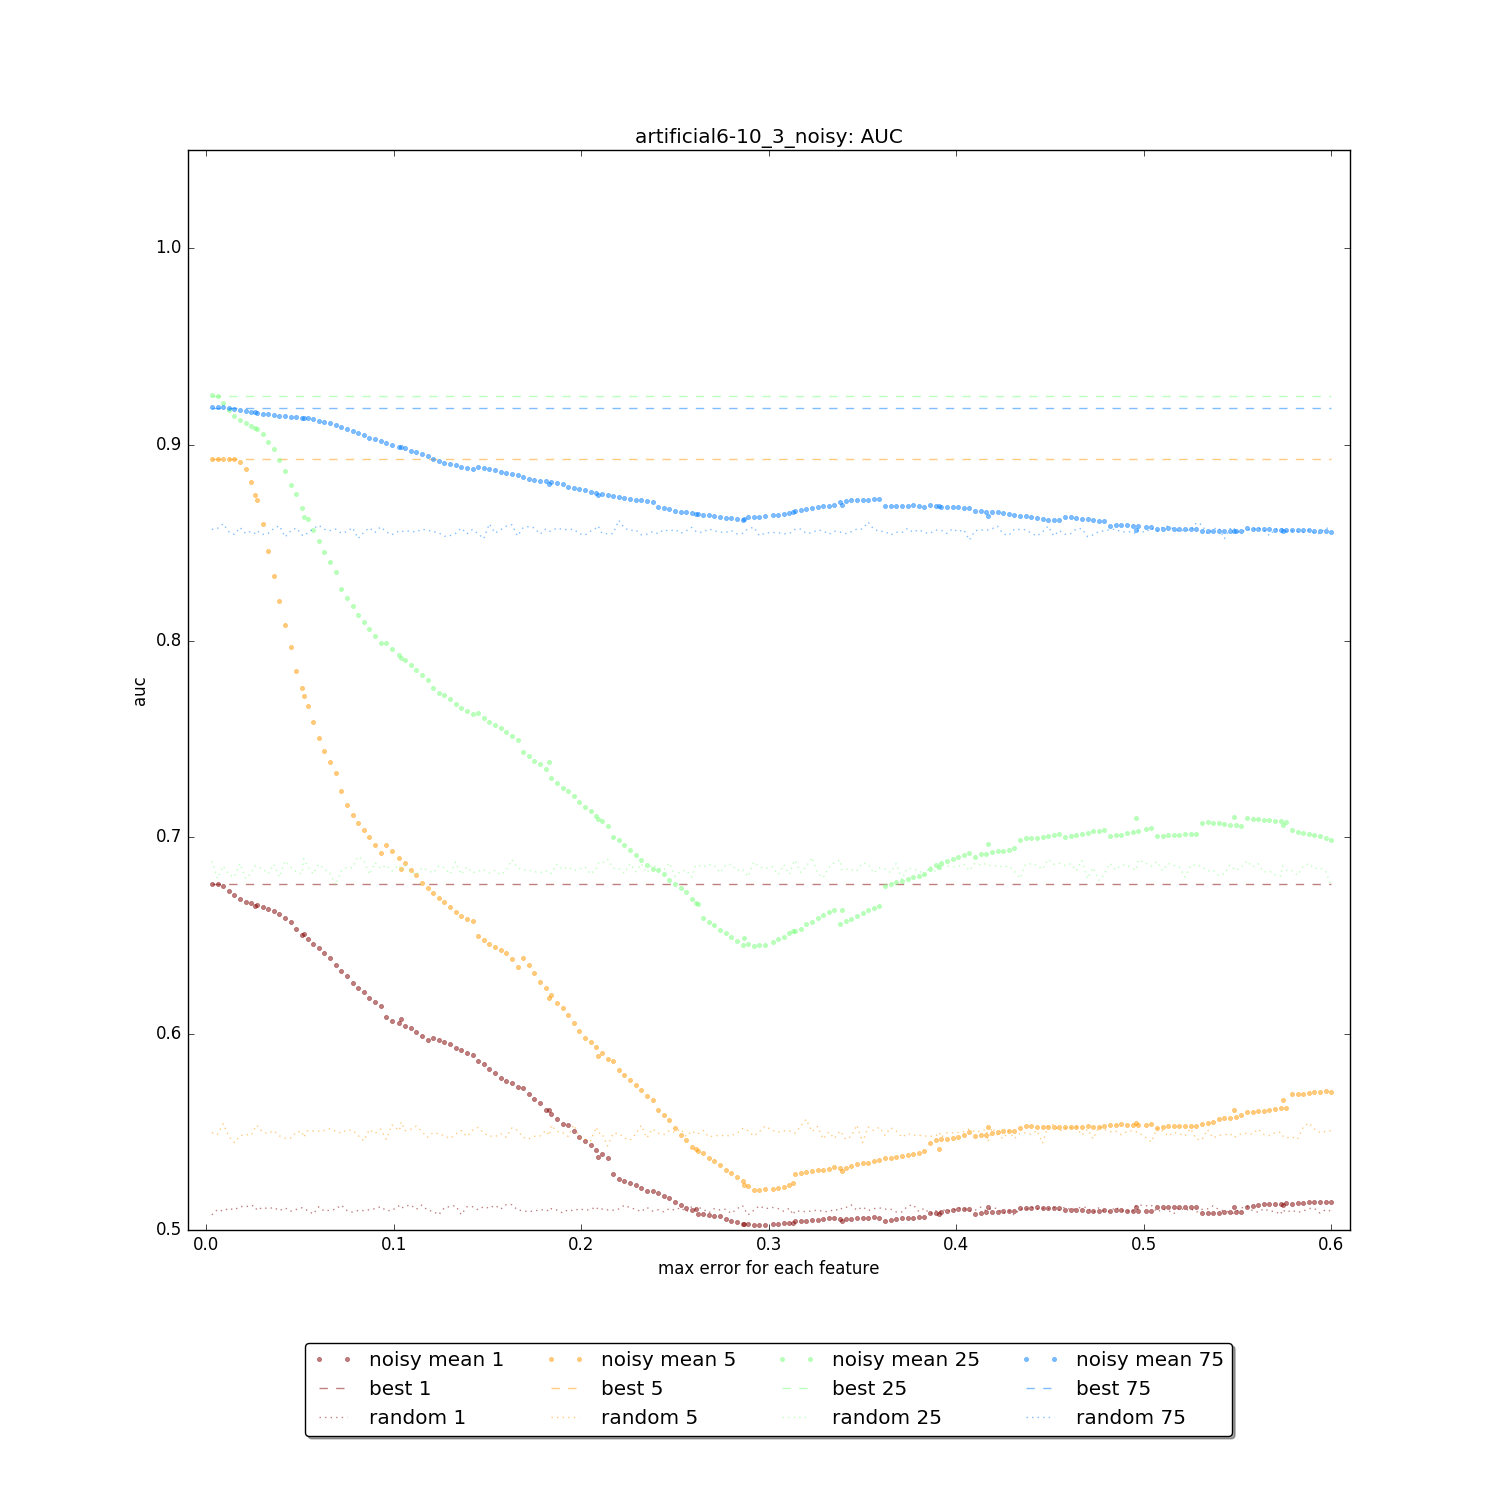 artificial6-10_3_noisy: AUC
1.0
0.9
0.8
0.7
0.6
0.5
auc
0.0 0.1 0.2 0.3 0.4 0.5 0.6
max error for each feature
noisy mean 1 noisy mean 5 noisy mean 25 noisy mean 75
best 1 best 5 best 25 best 75
random 1 random 5 random 25 random 75